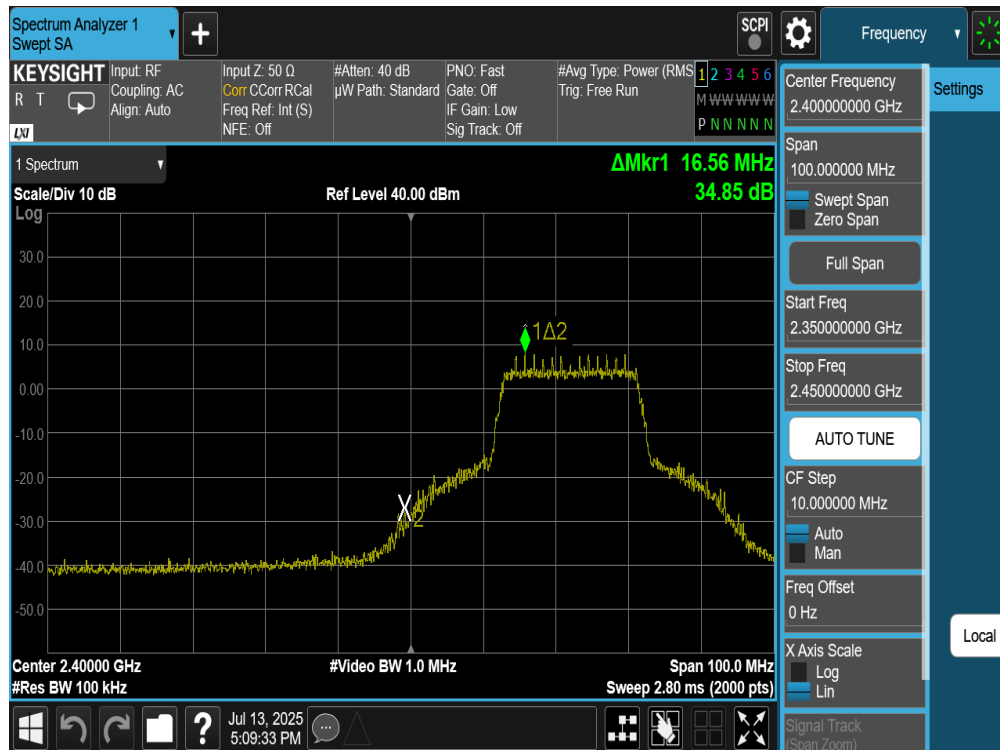 Spectrum Analyzer 1
Swept SA
+
SCPI
Frequency
KEYSIGHT
R T
LXI
Input: RF
Coupling: AC
Align: Auto
Input Z: 50 Ω
Corr CCorr RCal
Freq Ref: Int (S)
NFE: Off
#Atten: 40 dB
µW Path: Standard
PNO: Fast
Gate: Off
IF Gain: Low
Sig Track: Off
#Avg Type: Power (RMS
Trig: Free Run
1 2 3 4 5 6
M W W W W W
P N N N N N
1 Spectrum
ΔMkr1 16.56 MHz
34.85 dB
Scale/Div 10 dB
Ref Level 40.00 dBm
Log
30.0
20.0
10.0
0.00
-10.0
-20.0
-30.0
-40.0
-50.0
1Δ2
X
2
Center 2.40000 GHz
#Video BW 1.0 MHz
Span 100.0 MHz
#Res BW 100 kHz
Sweep 2.80 ms (2000 pts)
Center Frequency
2.400000000 GHz
Span
100.000000 MHz
Swept Span
Zero Span
Full Span
Start Freq
2.350000000 GHz
Stop Freq
2.450000000 GHz
AUTO TUNE
CF Step
10.000000 MHz
Auto
Man
Freq Offset
0 Hz
X Axis Scale
Log
Lin
Signal Track
(Span Zoom)
Settings
Local
?
Jul 13, 2025
5:09:33 PM